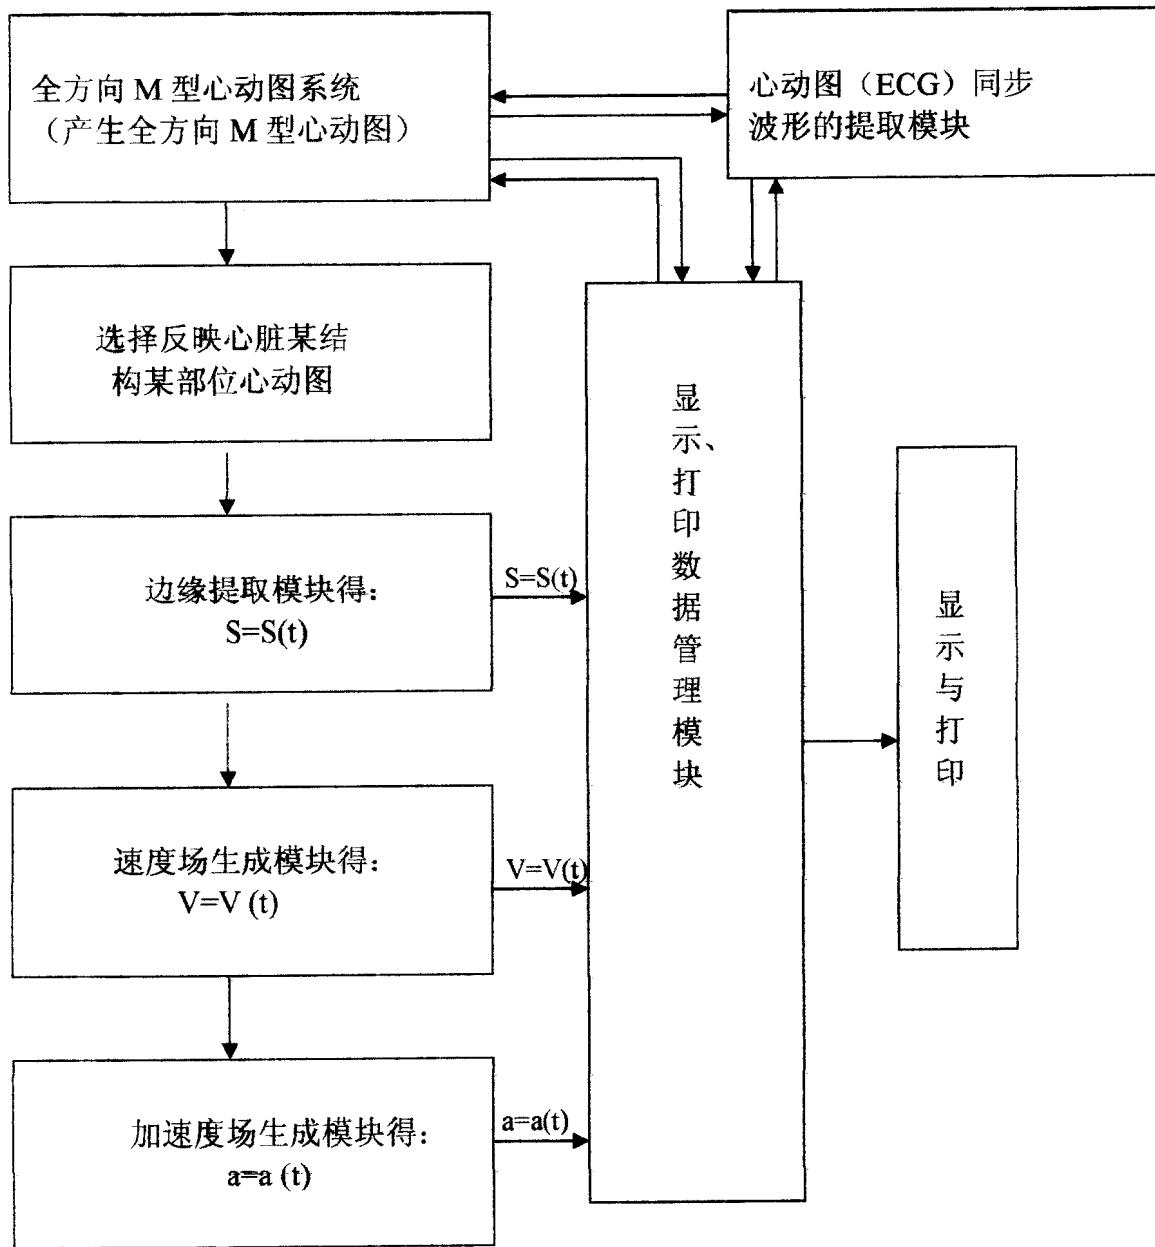 全方向 M 型心动图系统
（产生全方向 M 型心动图）
心动图（ECG）同步
波形的提取模块
选择反映心脏某结
构某部位心动图
边缘提取模块得：
S=S(t)
S=S(t)
速度场生成模块得：
V=V (t)
V=V(t)
加速度场生成模块得：
a=a (t)
a=a(t)
显示、打印数据管理模块
显示与打印